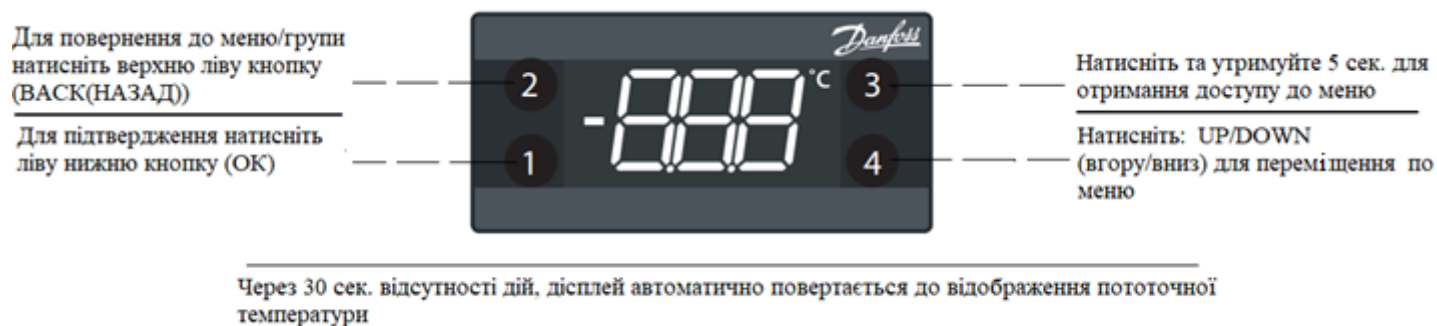 Для повернення до меню/групи
натисніть верхню ліву кнопку
(BACK(НАЗАД))
Для підтвердження натисніть
ліву нижню кнопку (ОК)
Danfoss
2
1
-888
°C
3
4
Натисніть та утримуйте 5 сек. для
отримання доступу до меню
Натисніть: UP/DOWN
(вгору/вниз) для переміщення по
меню
Через 30 сек. відсутності дій, дісплей автоматично повертається до відображення пототочної
температури